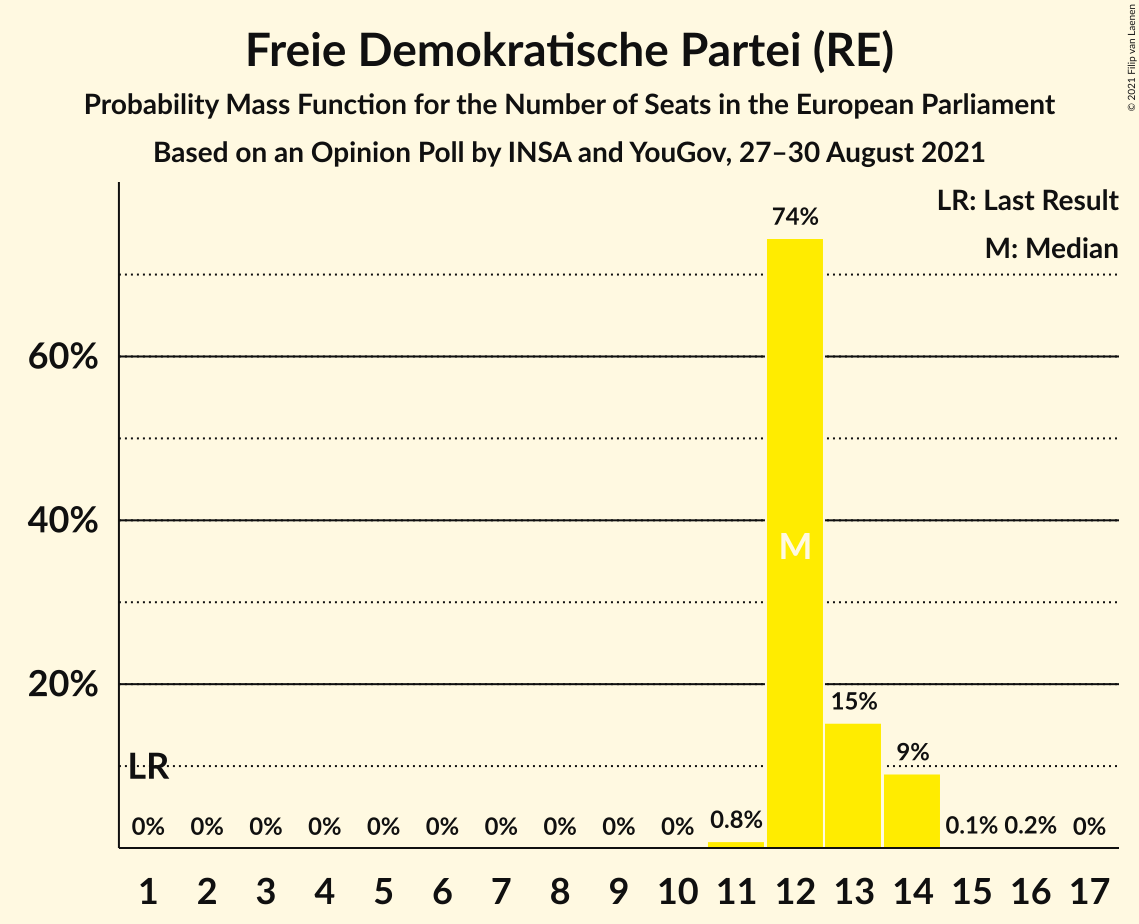 © 2021 Filip van Laenen
Freie Demokratische Partei (RE)
Probability Mass Function for the Number of Seats in the European Parliament
Based on an Opinion Poll by INSA and YouGov, 27–30 August 2021
LR: Last Result
M: Median
74%
60%
40%
M
20%
15%
9%
LR
0% 0% 0% 0% 0% 0% 0% 0% 0% 0% 0.8% 0.1% 0.2% 0%
1 2 3 4 5 6 7 8 9 10 11 12 13 14 15 16 17